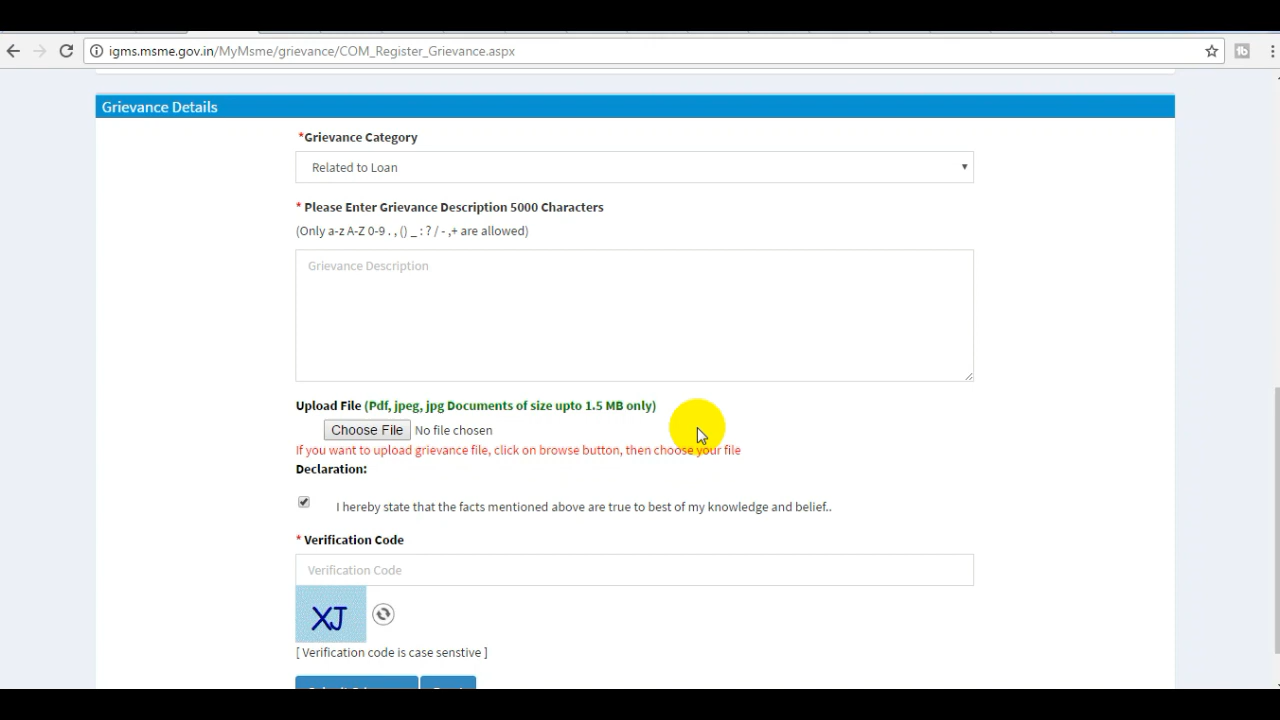 igms.msme.gov.in/MyMsme/grievance/COM_Register_Grievance.aspx
Grievance Details
*Grievance Category
Related to Loan
* Please Enter Grievance Description 5000 Characters
(Only a-z A-Z 0-9 . , () _ : ? / - ,+ are allowed)
Grievance Description
Upload File (Pdf, jpeg, jpg Documents of size upto 1.5 MB only)
Choose File No file chosen
If you want to upload grievance file, click on browse button, then choose your file
Declaration:
I hereby state that the facts mentioned above are true to best of my knowledge and belief..
* Verification Code
Verification Code
XJ
[ Verification code is case senstive ]